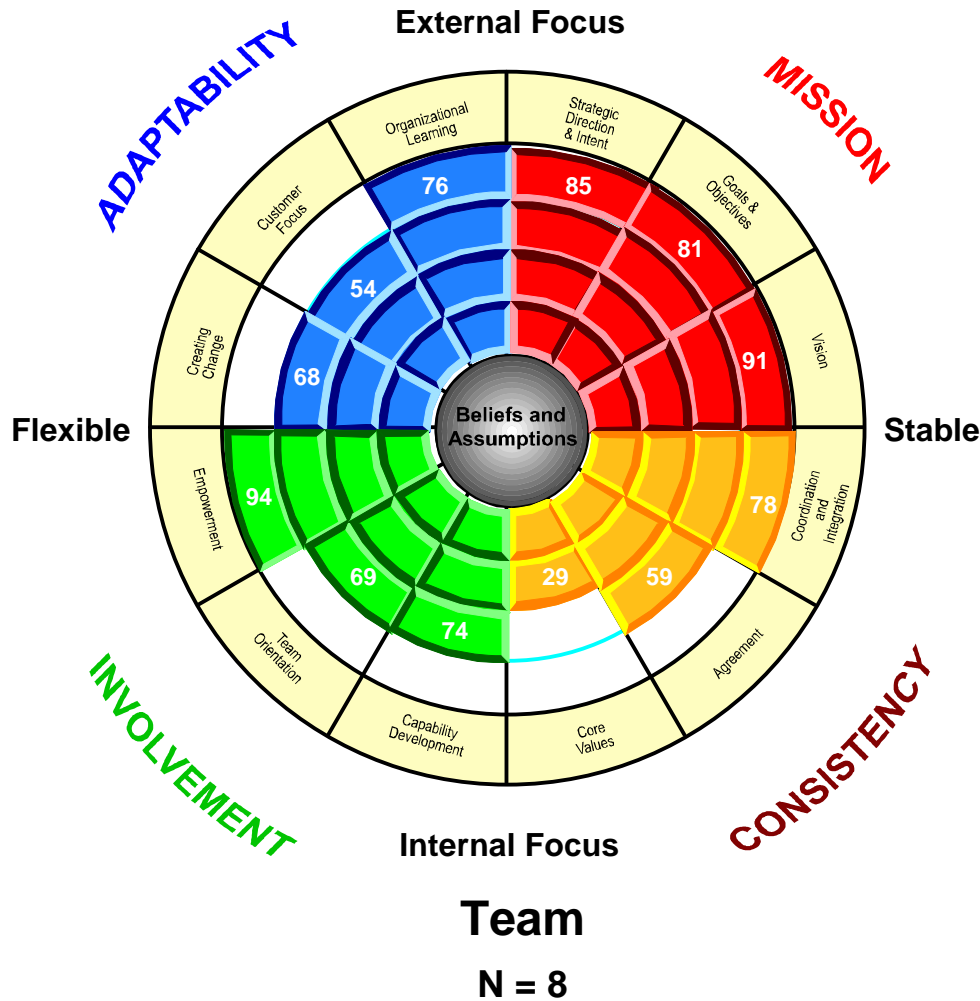 External Focus
ADAPTABILITY
MISSION
Organizational
Learning
Strategic
Direction
& Intent
Customer
Focus
Goals &
Objectives
Creating
Change
Vision
76
85
54
81
68
91
Flexible
Beliefs and
Assumptions
Stable
Empowerment
94
78
Coordination
and
Integration
69
74
29
59
Team
Orientation
Agreement
Capability
Development
Core
Values
INVOLVEMENT
CONSISTENCY
Internal Focus
Team
N = 8